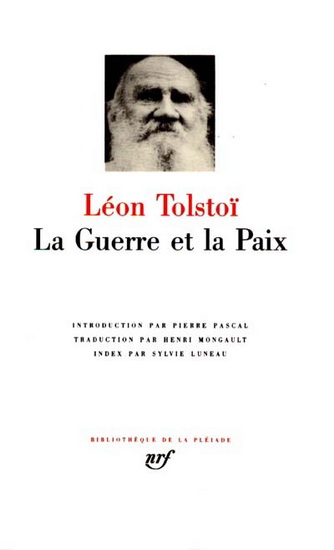 Léon Tolstoï
La Guerre et la Paix
INTRODUCTION PAR PIERRE PASCAL
TRADUCTION PAR HENRI MONGAULT
INDEX PAR SYLVIE LUNEAU
BIBLIOTHÈQUE DE LA PLÉIADE
nrf